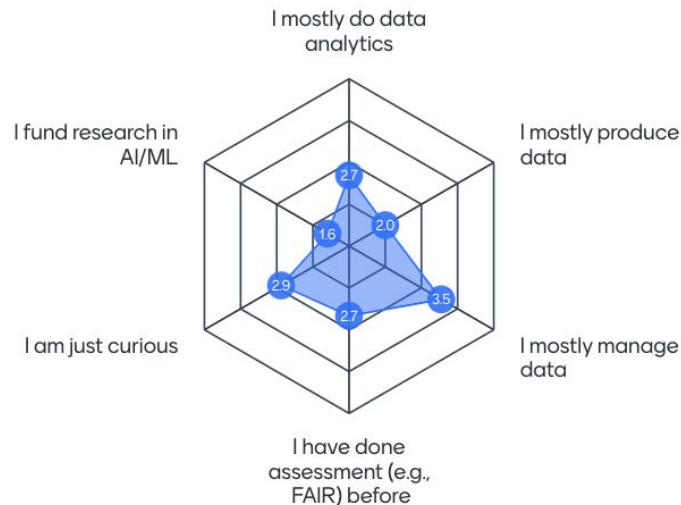 I mostly do data
analytics
I fund research in
AI/ML
I mostly produce
data
2.7
2.0
1.6
2.9
3.5
2.7
I am just curious
I mostly manage
data
I have done
assessment (e.g.,
FAIR) before